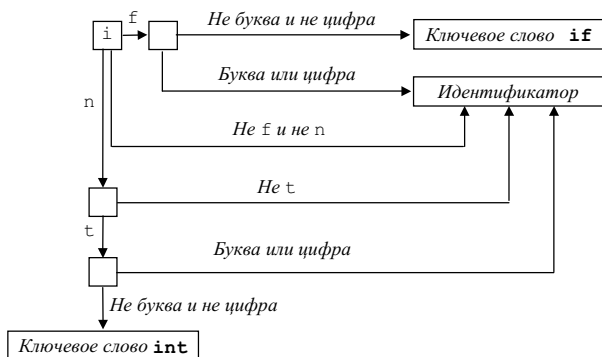 f
Не буква и не цифра
i
Ключевое слово if
Буква или цифра
n
Идентификатор
Не f и не n
Не t
t
Буква или цифра
Не буква и не цифра
Ключевое слово int